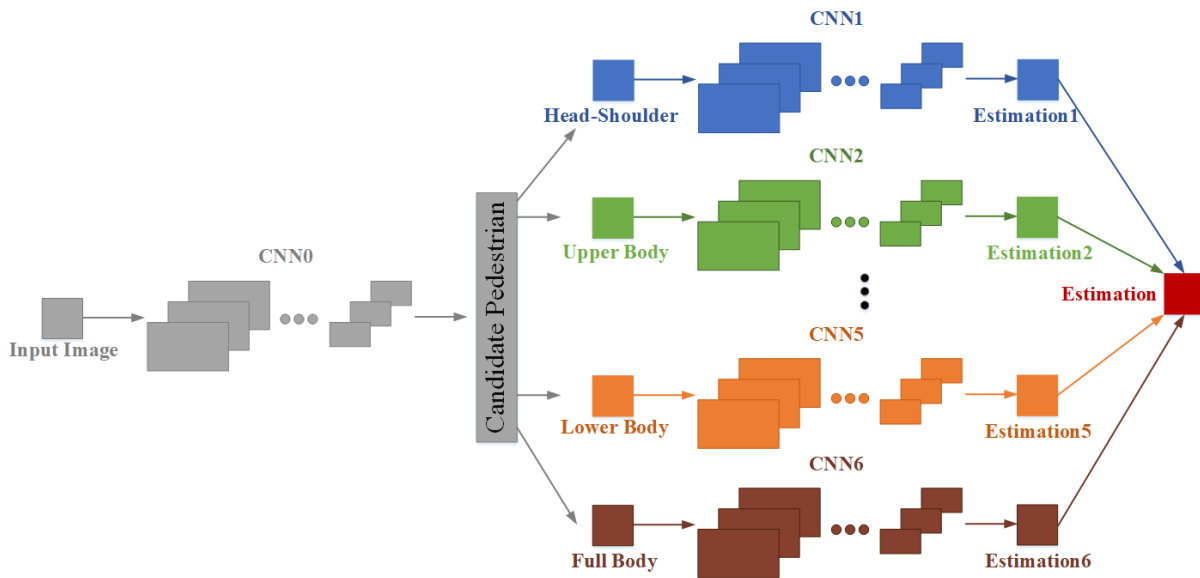 CNN1
Head-Shoulder
Estimation1
CNN2
Upper Body
Estimation2
CNN0
Input Image
Candidate Pedestrian
Estimation
CNN5
Lower Body
Estimation5
CNN6
Full Body
Estimation6